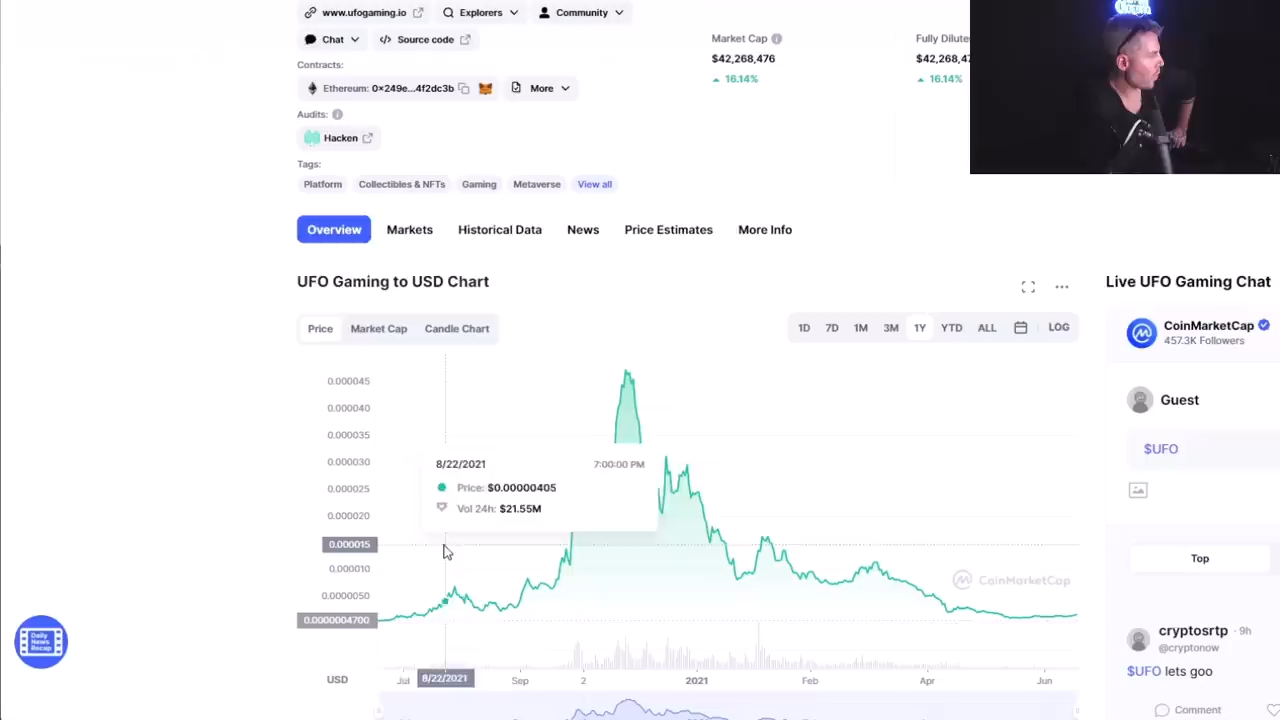 www.ufogaming.io
Explorers
Community
Chat
Source code
Contracts:
Ethereum: 0×249e...4f2dc3b
More
Audits:
Hacken
Tags:
Platform
Collectibles & NFTs
Gaming
Metaverse
View all
Market Cap
$42,268,476
16.14%
Fully Dilute
$42,268,47
16.14%
Overview
Markets
Historical Data
News
Price Estimates
More Info
UFO Gaming to USD Chart
Price
Market Cap
Candle Chart
1D
7D
1M
3M
1Y
YTD
ALL
LOG
0.000045
0.000040
0.000035
0.000030
0.000025
0.000020
0.000015
0.000010
0.0000050
0.0000004700
8/22/2021 7:00:00 PM
Price: $0.00000405
Vol 24h: $21.55M
CoinMarketCap
USD
Jul
8/22/2021
Sep
2
2021
Feb
Apr
Jun
Daily
News
Recap
Live UFO Gaming Chat
CoinMarketCap
457.3K Followers
Guest
$UFO
Top
cryptosrtp · 9h
@cryptonow
$UFO lets goo
Comment